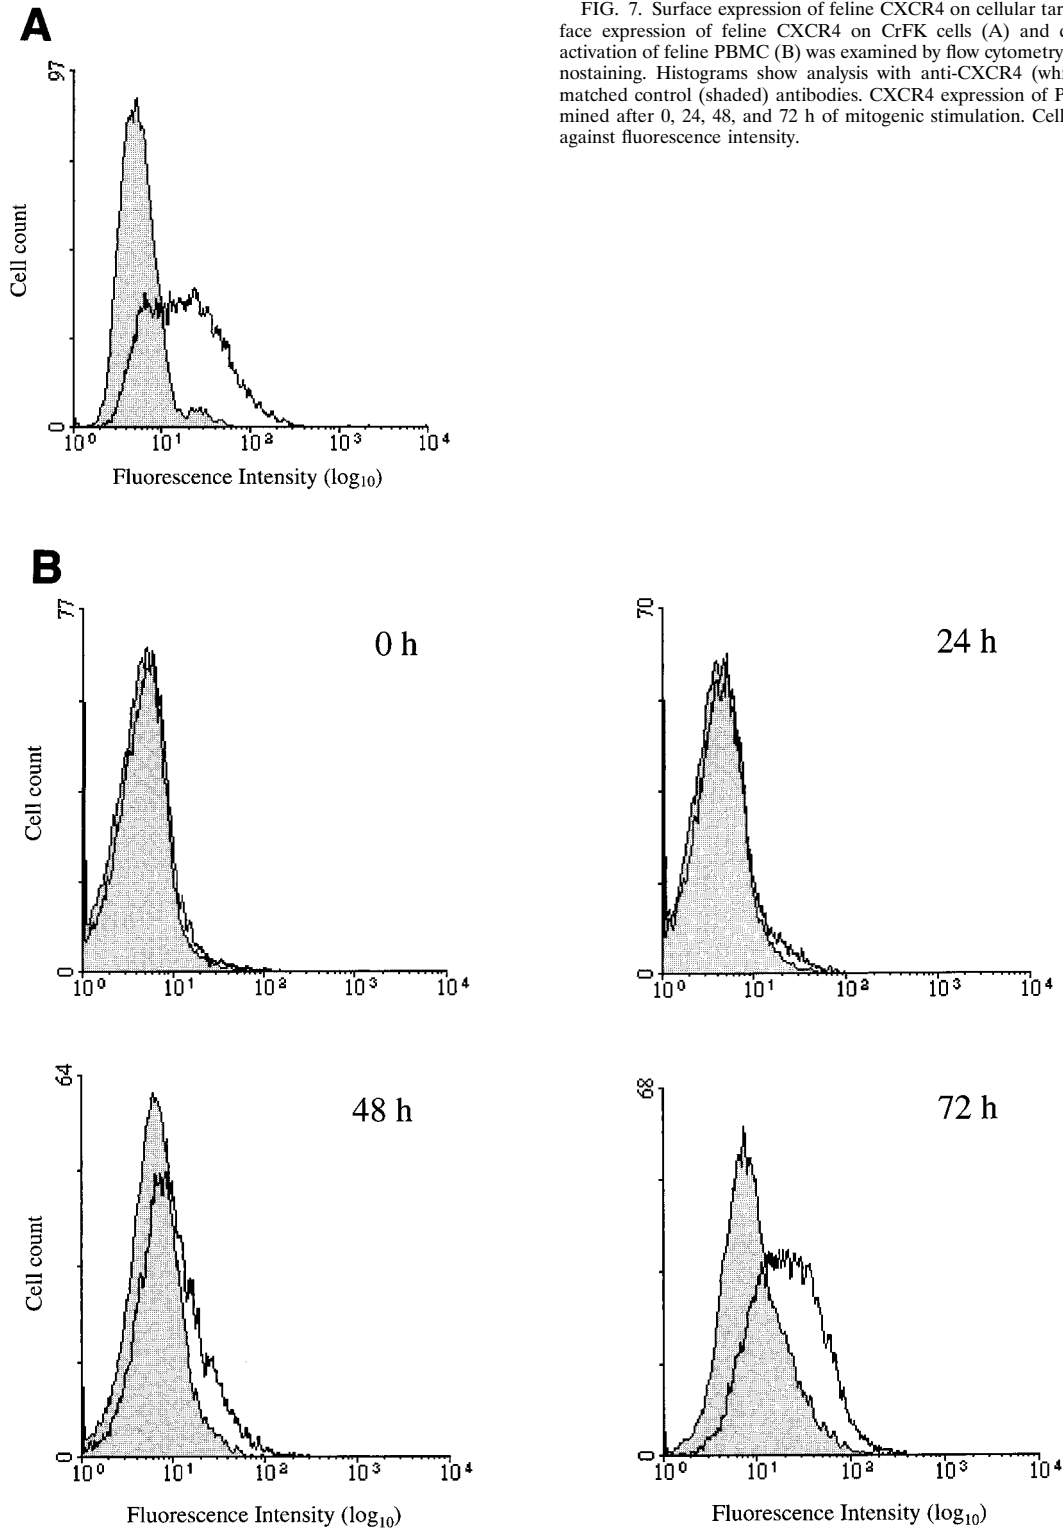 A
FIG. 7. Surface expression of feline CXCR4 on cellular tar
face expression of feline CXCR4 on CrFK cells (A) and
activation of feline PBMC (B) was examined by flow cytometry
nostaining. Histograms show analysis with anti-CXCR4 (whi
matched control (shaded) antibodies. CXCR4 expression of P
mined after 0, 24, 48, and 72 h of mitogenic stimulation. Cell
against fluorescence intensity.
97
Cell count
0
10⁰ 10¹ 10² 10³ 10⁴
Fluorescence Intensity (log₁₀)
B
77
0 h
Cell count
0
10⁰ 10¹ 10² 10³ 10⁴
70
24 h
0
10⁰ 10¹ 10² 10³ 10⁴
64
48 h
Cell count
0
10⁰ 10¹ 10² 10³ 10⁴
Fluorescence Intensity (log₁₀)
68
72 h
0
10⁰ 10¹ 10² 10³ 10⁴
Fluorescence Intensity (log₁₀)